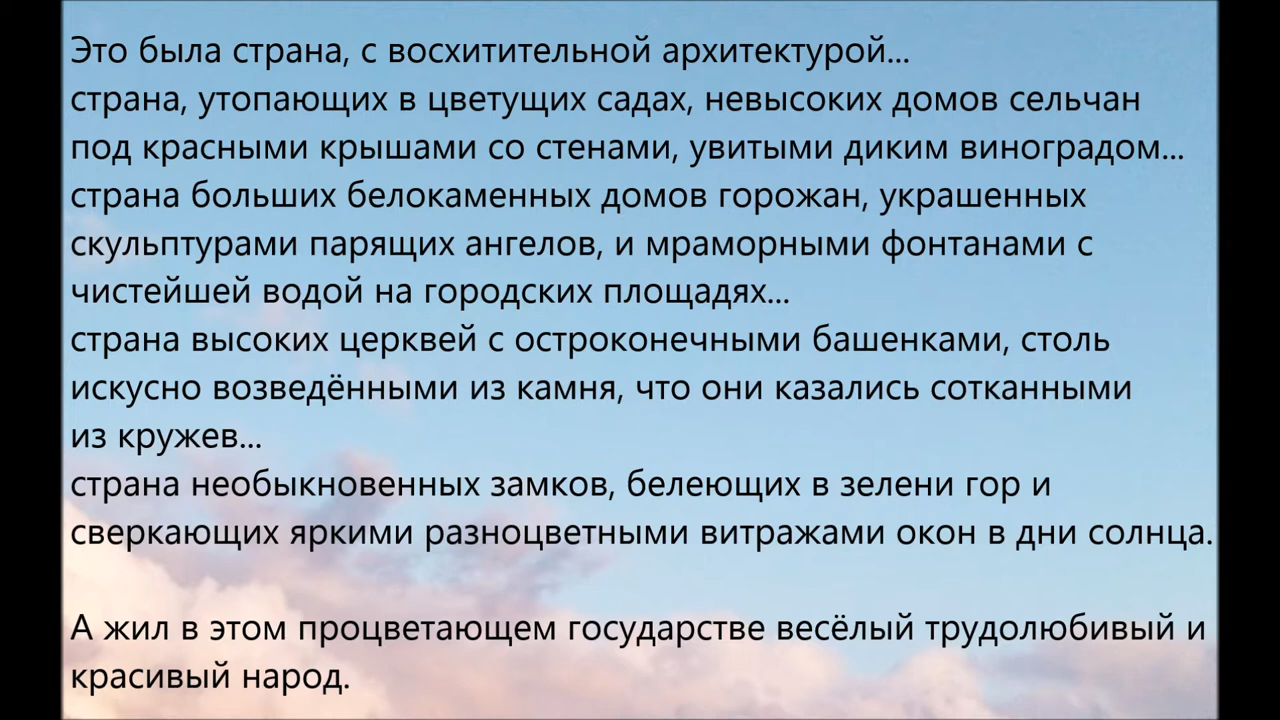 Это была страна, с восхитительной архитектурой...
страна, утопающих в цветущих садах, невысоких домов сельчан
под красными крышами со стенами, увитыми диким виноградом...
страна больших белокаменных домов горожан, украшенных
скульптурами парящих ангелов, и мраморными фонтанами с
чистейшей водой на городских площадях...
страна высоких церквей с остроконечными башенками, столь
искусно возведёнными из камня, что они казались сотканными
из кружев...
страна необыкновенных замков, белеющих в зелени гор и
сверкающих яркими разноцветными витражами окон в дни солнца.
А жил в этом процветающем государстве весёлый трудолюбивый и
красивый народ.